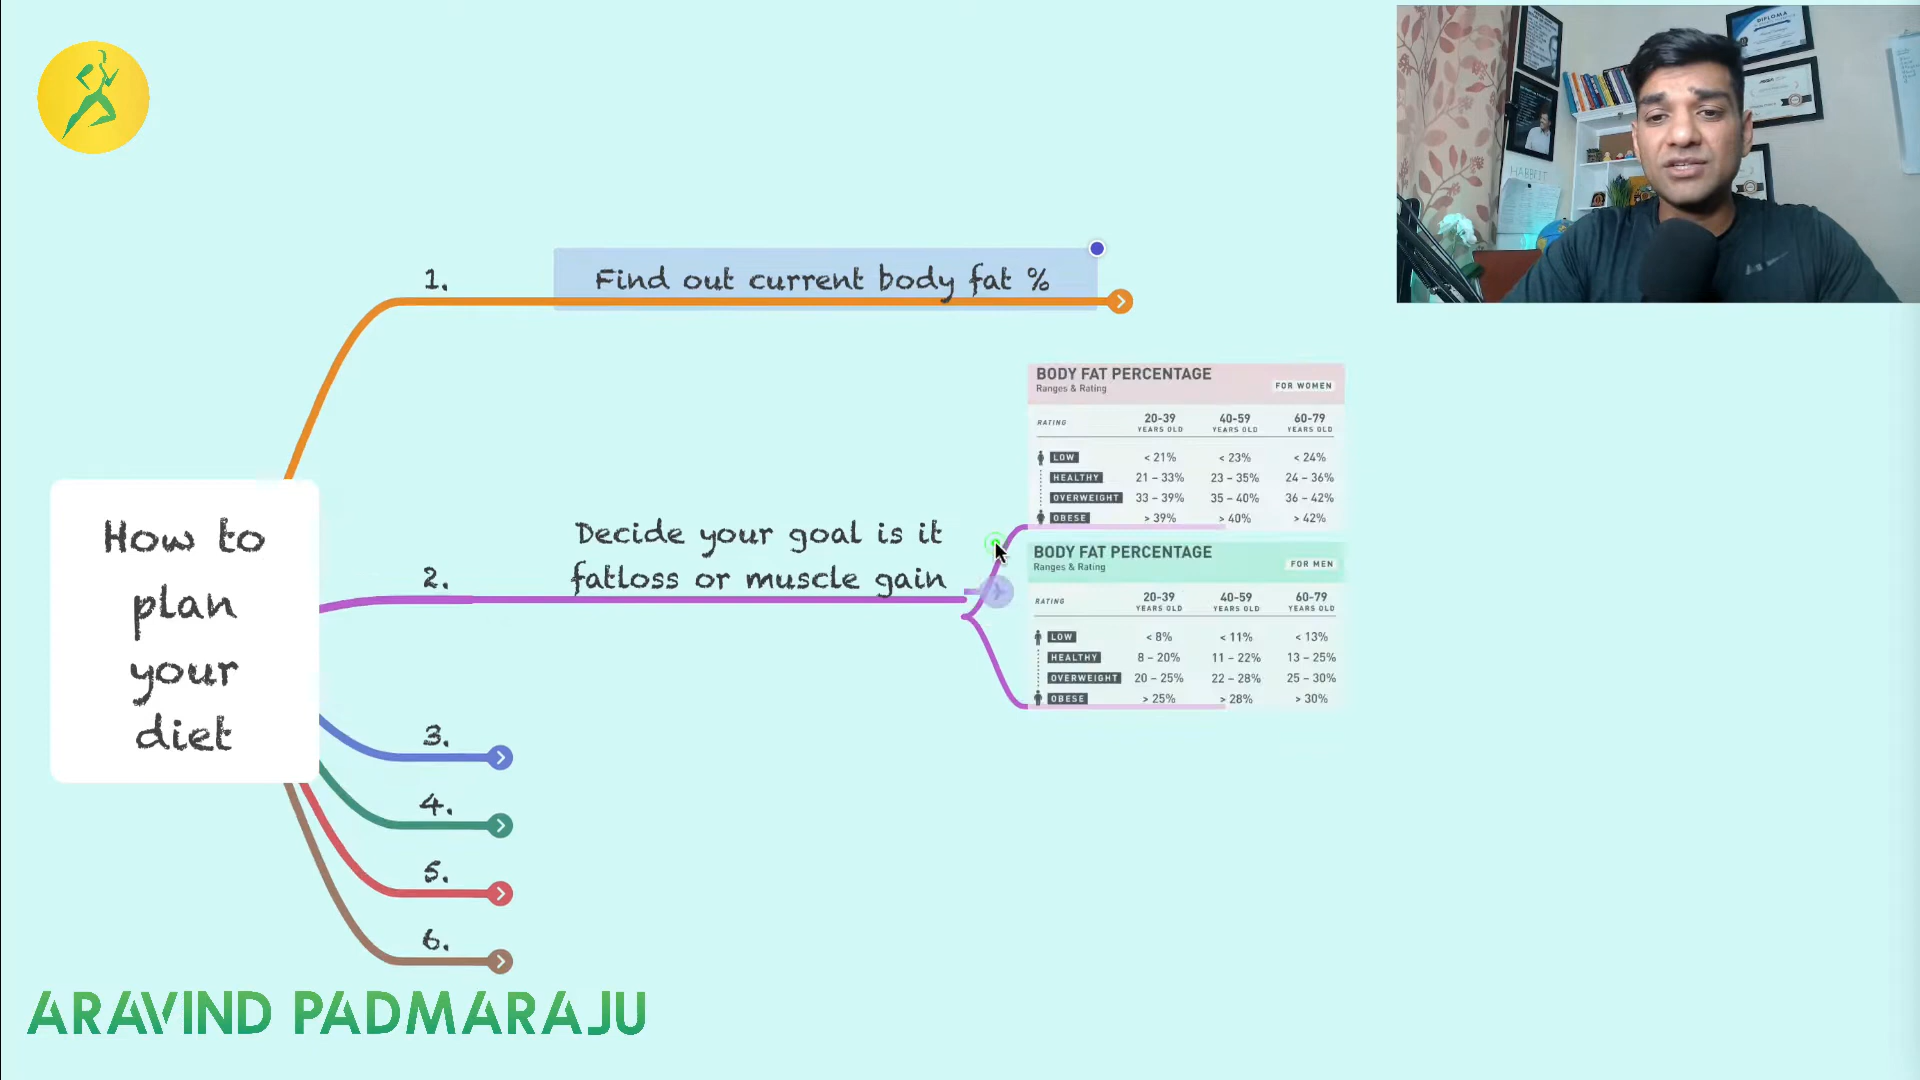 DIPLOMA
HABBEIT
1.
Find out current body fat %
How to
plan
your
diet
2.
Decide your goal is it
fatloss or muscle gain
BODY FAT PERCENTAGE
Ranges & Rating
FOR WOMEN
RATING 20-39 40-59 60-79
YEARS OLD YEARS OLD YEARS OLD
LOW < 21% < 23% < 24%
HEALTHY 21 – 33% 23 – 35% 24 – 36%
OVERWEIGHT 33 – 39% 35 – 40% 36 – 42%
OBESE > 39% > 40% > 42%
BODY FAT PERCENTAGE
Ranges & Rating
FOR MEN
RATING 20-39 40-59 60-79
YEARS OLD YEARS OLD YEARS OLD
LOW < 8% < 11% < 13%
HEALTHY 8 – 20% 11 – 22% 13 – 25%
OVERWEIGHT 20 – 25% 22 – 28% 25 – 30%
OBESE > 25% > 28% > 30%
3.
4.
5.
6.
ARAVIND PADMARAJU